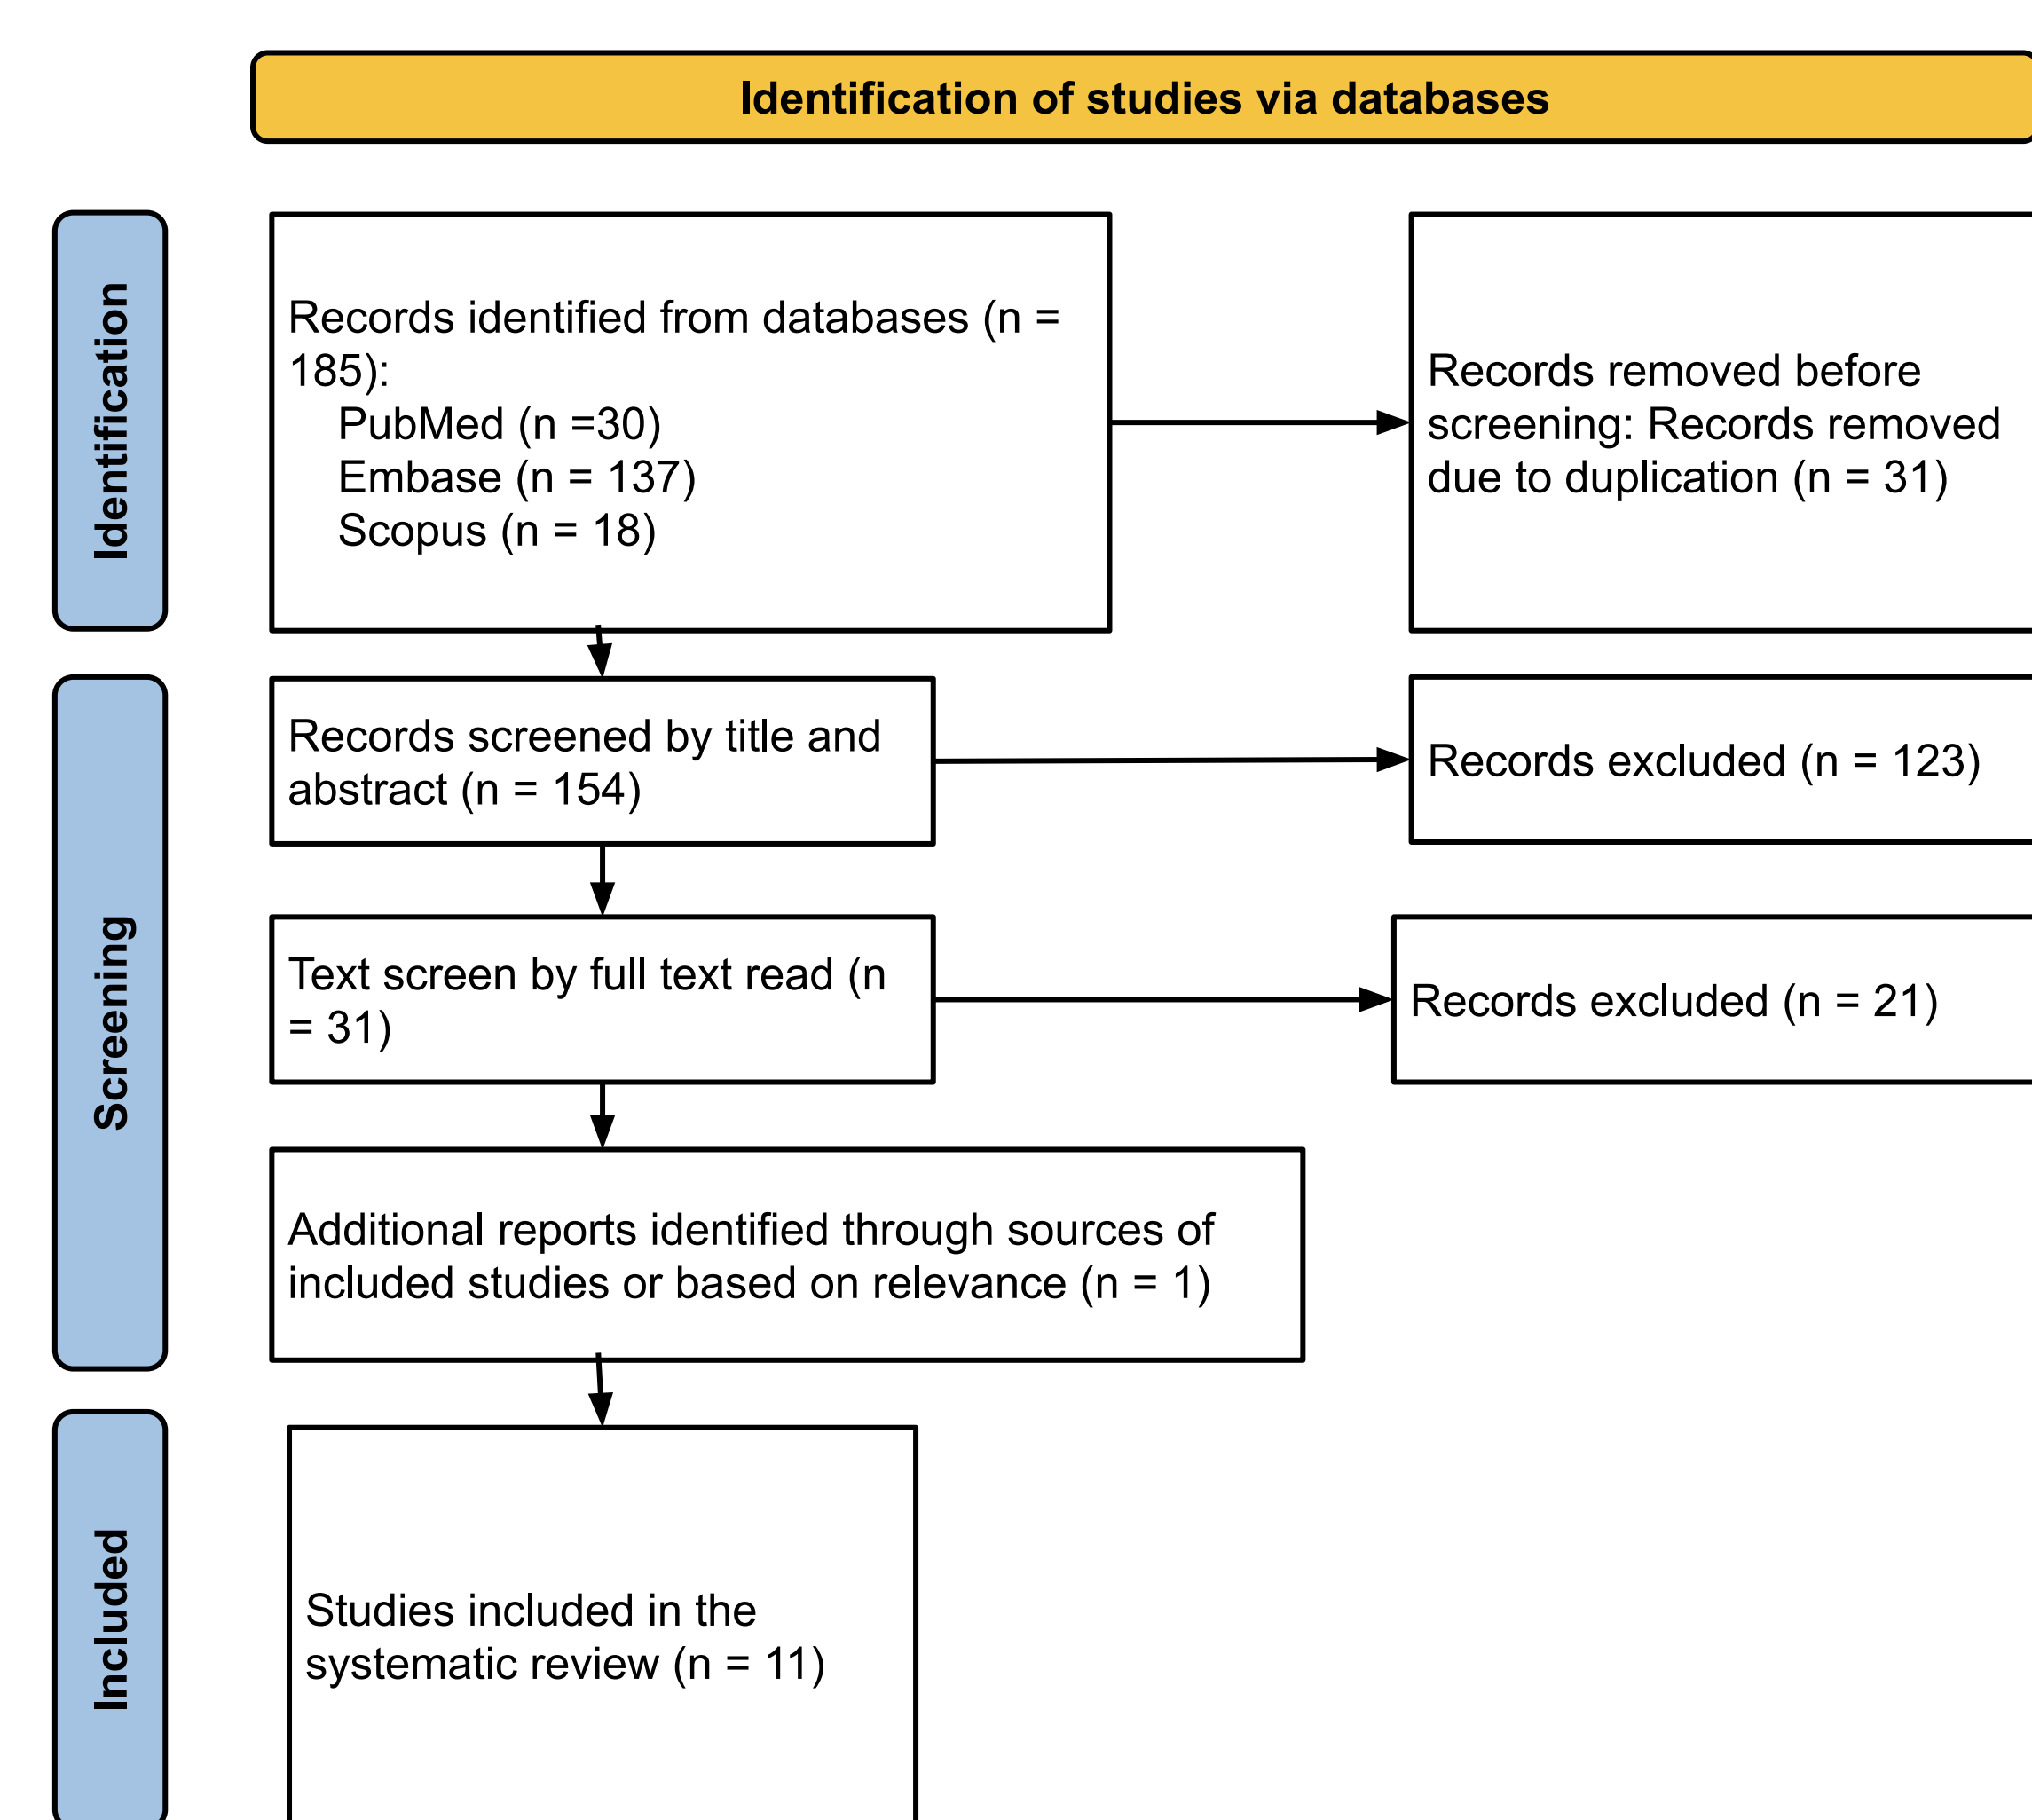 Identification of studies via databases
Identification
Records identified from databases (n =
185):
PubMed (n =30)
Embase (n = 137)
Scopus (n = 18)
Records removed before
screening: Records removed
due to duplication (n = 31)
Screening
Records screened by title and
abstract (n = 154)
Records excluded (n = 123)
Text screen by full text read (n
= 31)
Records excluded (n = 21)
Additional reports identified through sources of
included studies or based on relevance (n = 1)
Included
Studies included in the
systematic review (n = 11)